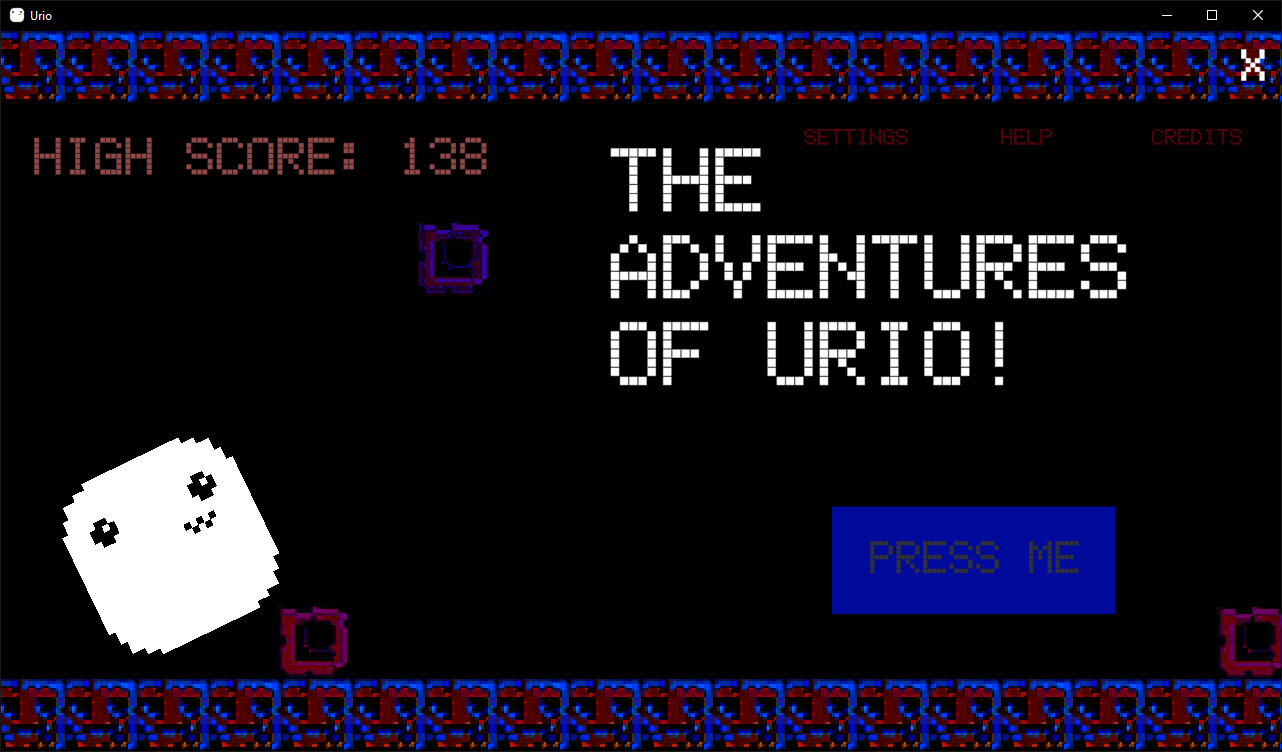 Urio
X
SETTINGS HELP CREDITS
HIGH SCORE: 138
THE
ADVENTURES
OF URIO!
PRESS ME